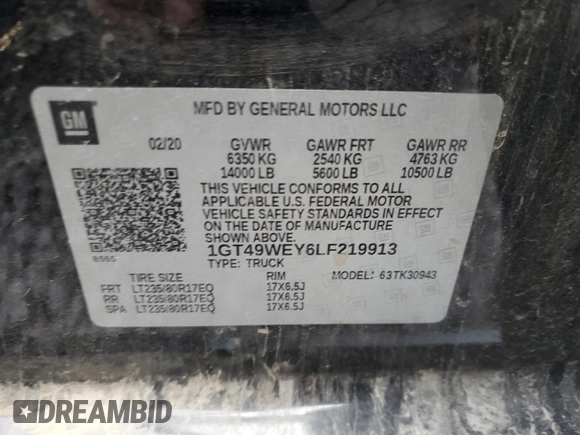 GM
MFD BY GENERAL MOTORS LLC
02/20 GVWR GAWR FRT GAWR RR
6350 KG 2540 KG 4763 KG
14000 LB 5600 LB 10500 LB
THIS VEHICLE CONFORMS TO ALL
APPLICABLE U.S. FEDERAL MOTOR
VEHICLE SAFETY STANDARDS IN EFFECT
ON THE DATE OF MANUFACTURE
SHOWN ABOVE.
8565
1GT49WEY6LF219913
TYPE: TRUCK
TIRE SIZE RIM MODEL: 63TK30943
FRT LT235/80R17EQ 17X6.5J
RR LT235/80R17EQ 17X6.5J
SPA LT235/80R17EQ 17X6.5J
DREAMBID